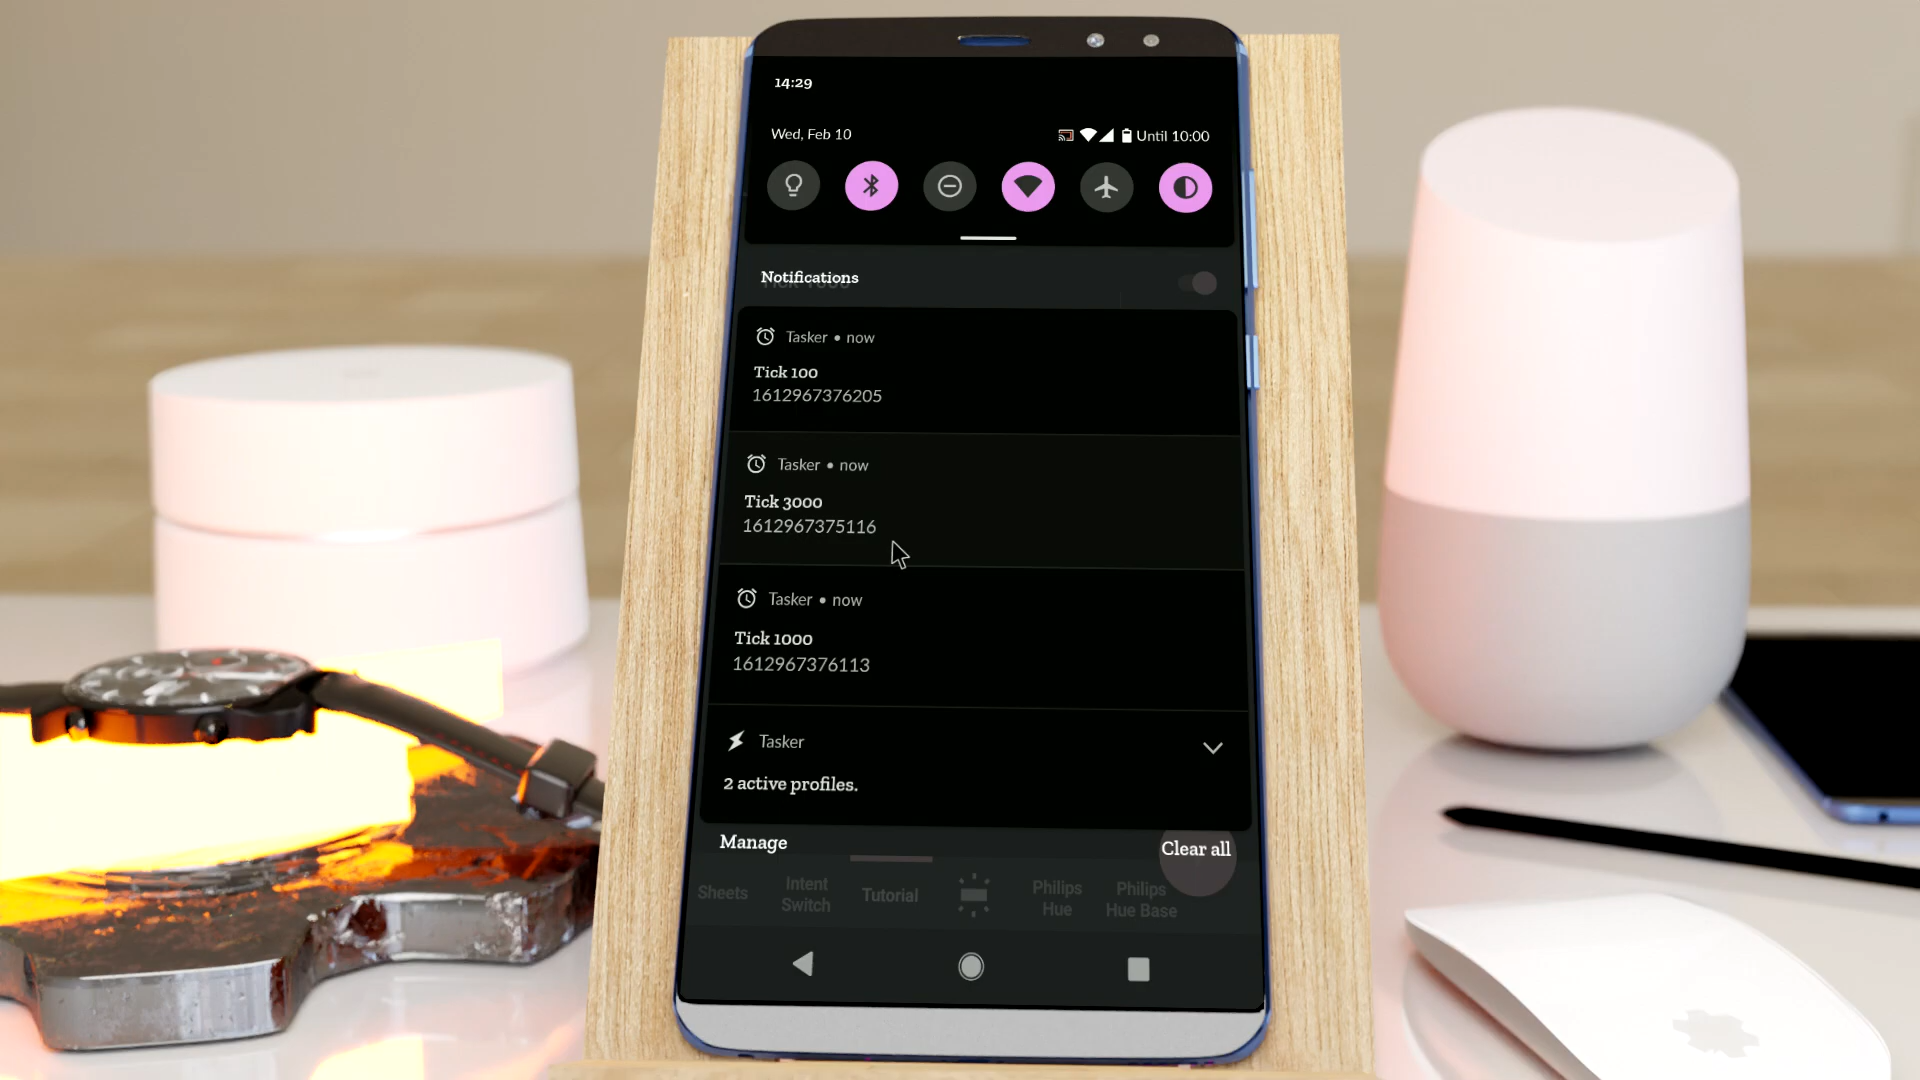 14:29
Wed, Feb 10
Until 10:00
Notifications
Tasker • now
Tick 100
1612967376205
Tasker • now
Tick 3000
1612967375116
Tasker • now
Tick 1000
1612967376113
Tasker
2 active profiles.
Manage
Clear all
Sheets
Intent
Switch
Tutorial
Philips
Hue
Philips
Hue Base